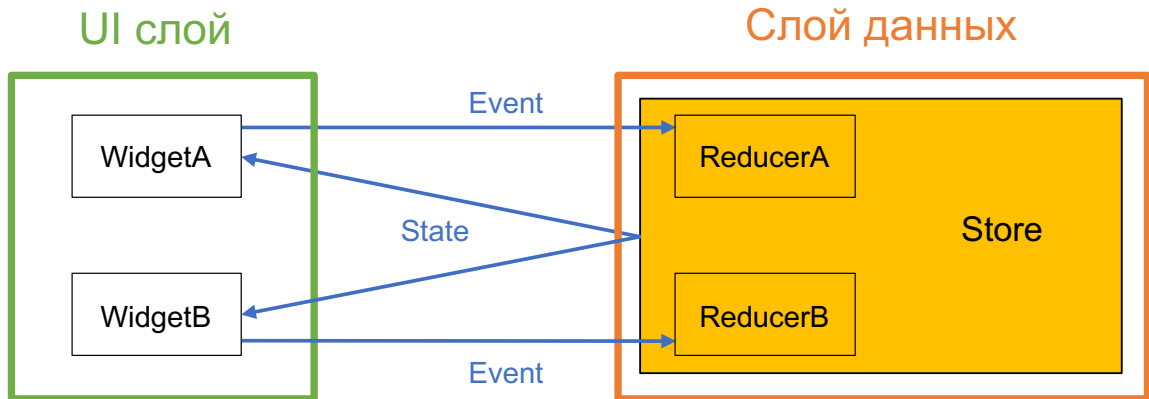 UI слой
Слой данных
Event
WidgetA
ReducerA
State
Store
WidgetB
ReducerB
Event